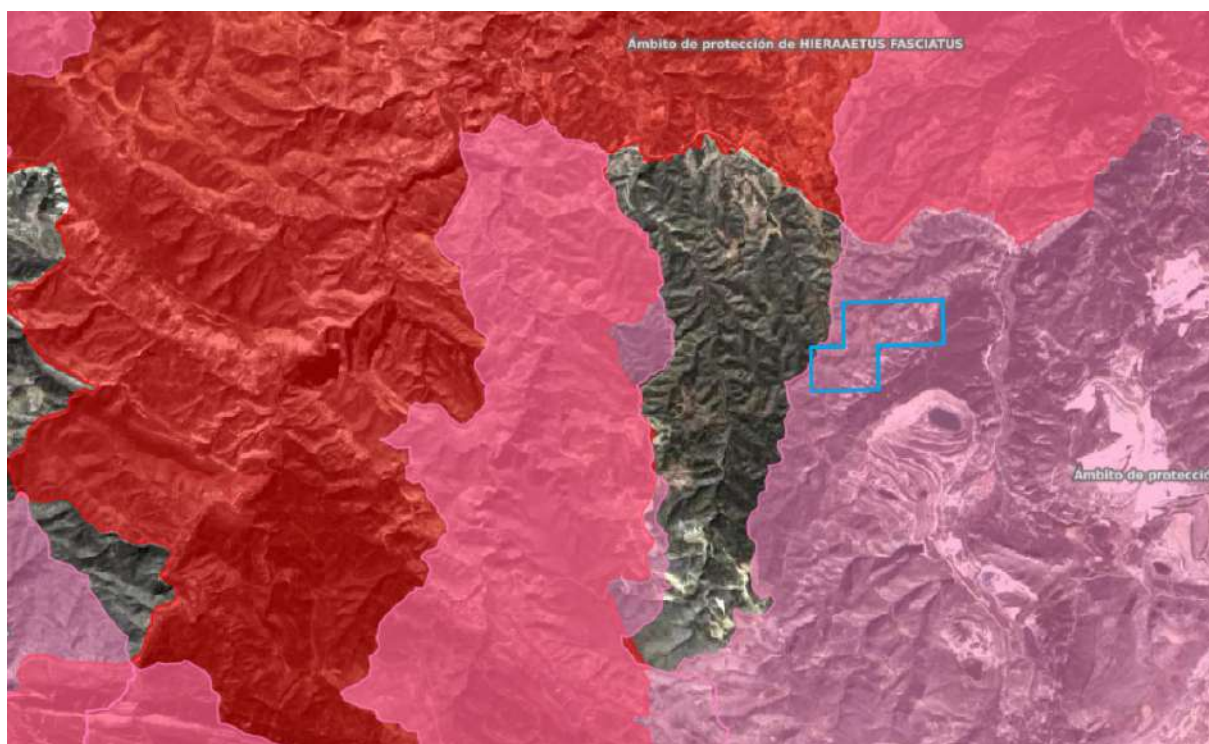 Ámbito de protección de HIERAAETUS FASCIATUS
Ámbito de protecció